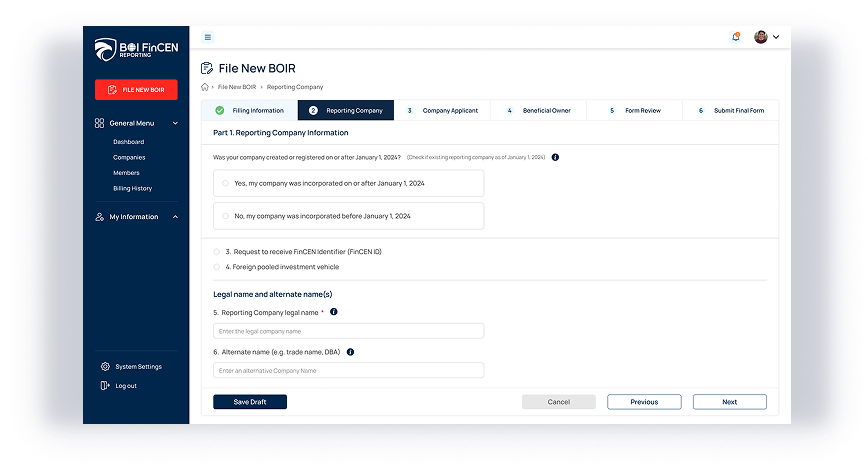 BOI FinCEN
REPORTING
FILE NEW BOIR
General Menu
Dashboard
Companies
Members
Billing History
My Information
System Settings
Log out
File New BOIR
File New BOIR > Reporting Company
Filling Information
2 Reporting Company
3 Company Applicant
4 Beneficial Owner
5 Form Review
6 Submit Final Form
Part 1. Reporting Company Information
Was your company created or registered on or after January 1, 2024? (Check if existing reporting company as of January 1, 2024) i
Yes, my company was incorporated on or after January 1, 2024
No, my company was incorporated before January 1, 2024
3. Request to receive FinCEN Identifier (FinCEN ID)
4. Foreign pooled investment vehicle
Legal name and alternate name(s)
5. Reporting Company legal name * i
Enter the legal company name
6. Alternate name (e.g. trade name, DBA) i
Enter an alternative Company Name
Save Draft
Cancel
Previous
Next